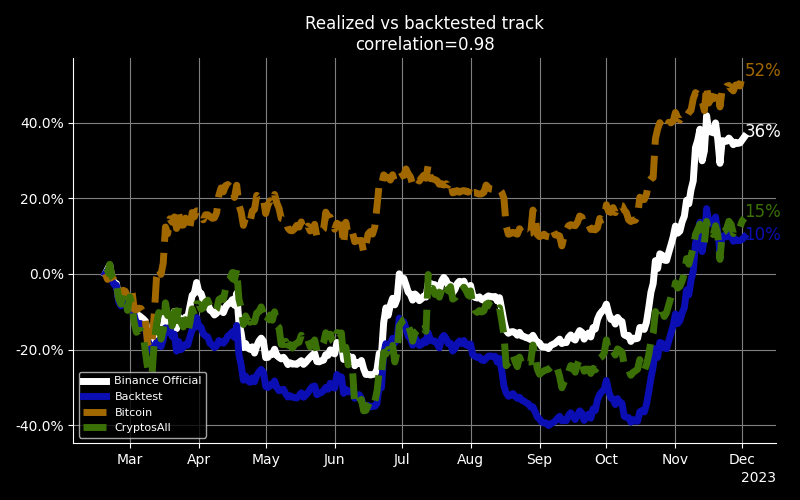 Realized vs backtested track
correlation=0.98
52%
36%
15%
10%
40.0%
20.0%
0.0%
-20.0%
-40.0%
Binance Official
Backtest
Bitcoin
CryptosAll
Mar Apr May Jun Jul Aug Sep Oct Nov Dec
2023